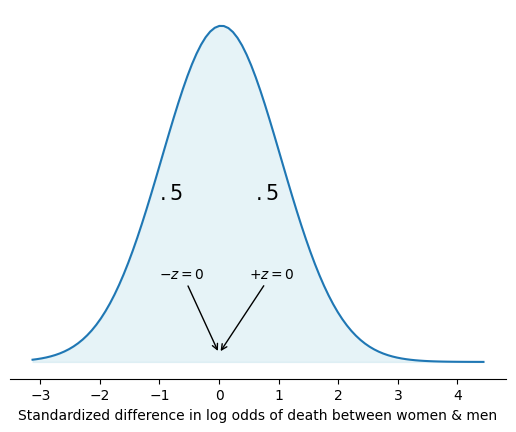 .5 .5
−z = 0 +z = 0
−3 −2 −1 0 1 2 3 4
Standardized difference in log odds of death between women & men